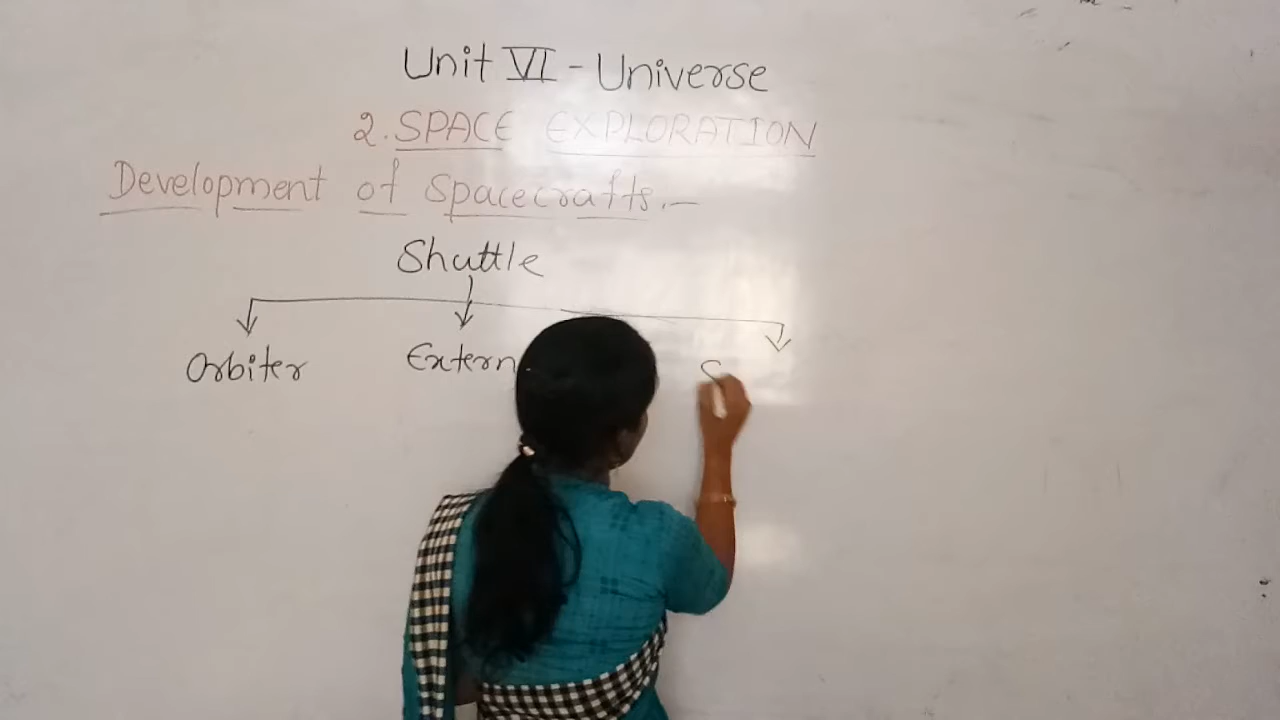 Unit VI - Universe
2. SPACE EXPLORATION
Development of Spacecrafts.-
Shuttle
Orbiter Extern S